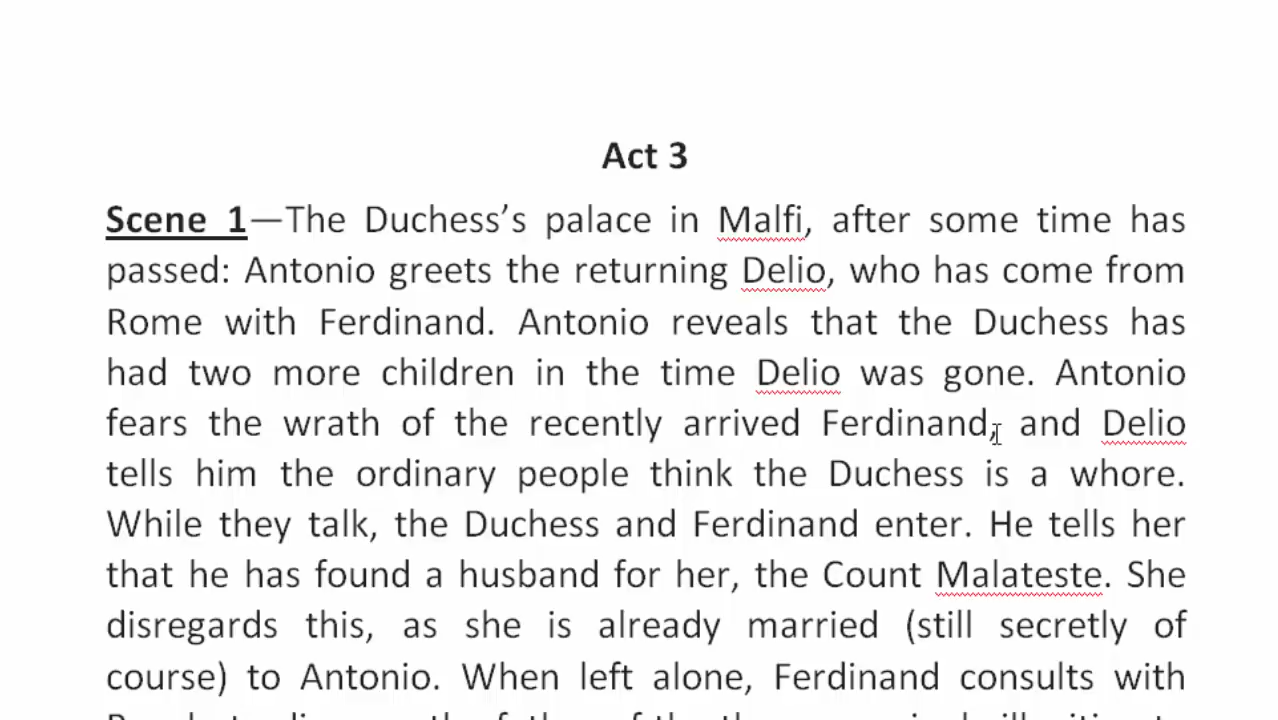 Act 3
Scene 1—The Duchess’s palace in Malfi, after some time has
passed: Antonio greets the returning Delio, who has come from
Rome with Ferdinand. Antonio reveals that the Duchess has
had two more children in the time Delio was gone. Antonio
fears the wrath of the recently arrived Ferdinand, and Delio
tells him the ordinary people think the Duchess is a whore.
While they talk, the Duchess and Ferdinand enter. He tells her
that he has found a husband for her, the Count Malateste. She
disregards this, as she is already married (still secretly of
course) to Antonio. When left alone, Ferdinand consults with